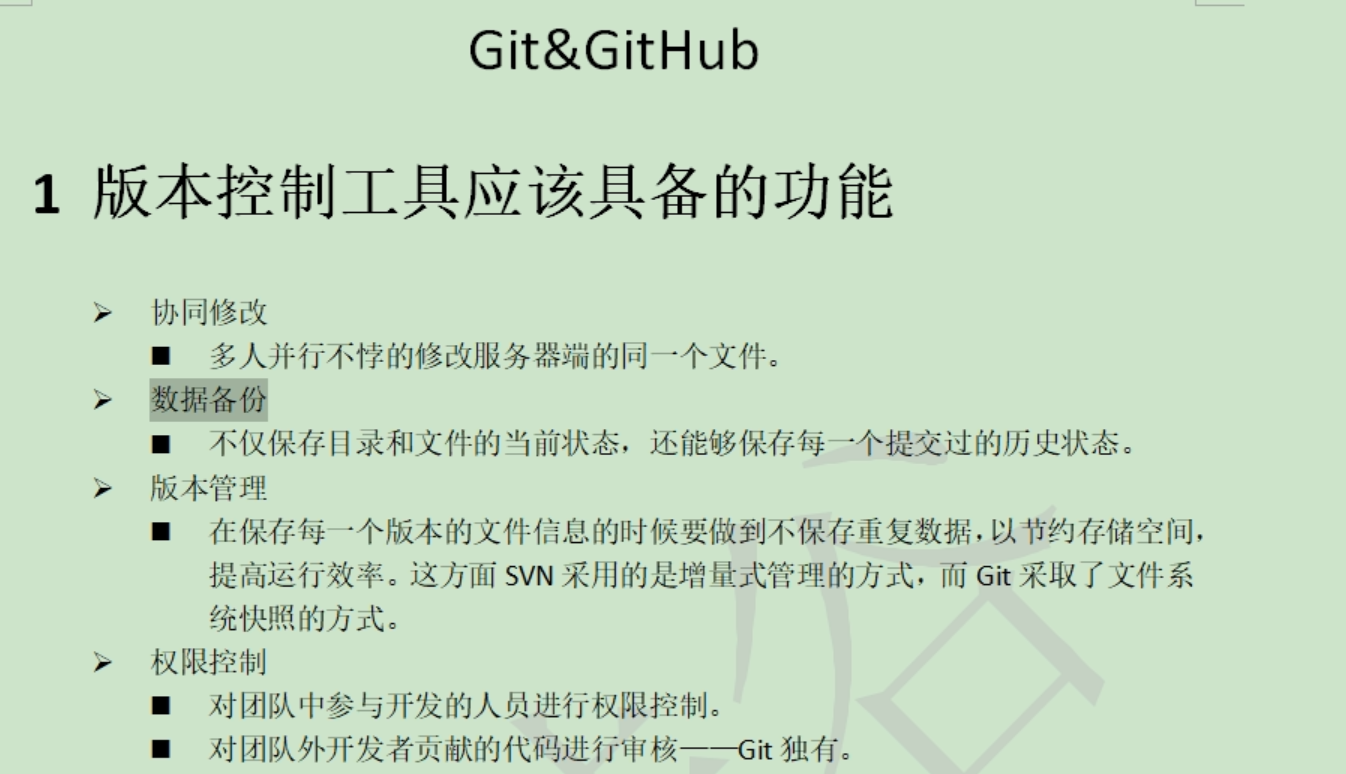 Git&GitHub
1 版本控制工具应该具备的功能
➢ 协同修改
■ 多人并行不悖的修改服务器端的同一个文件。
➢ 数据备份
■ 不仅保存目录和文件的当前状态，还能够保存每一个提交过的历史状态。
➢ 版本管理
■ 在保存每一个版本的文件信息的时候要做到不保存重复数据，以节约存储空间，
提高运行效率。这方面 SVN 采用的是增量式管理的方式，而 Git 采取了文件系
统快照的方式。
➢ 权限控制
■ 对团队中参与开发的人员进行权限控制。
■ 对团队外开发者贡献的代码进行审核——Git 独有。